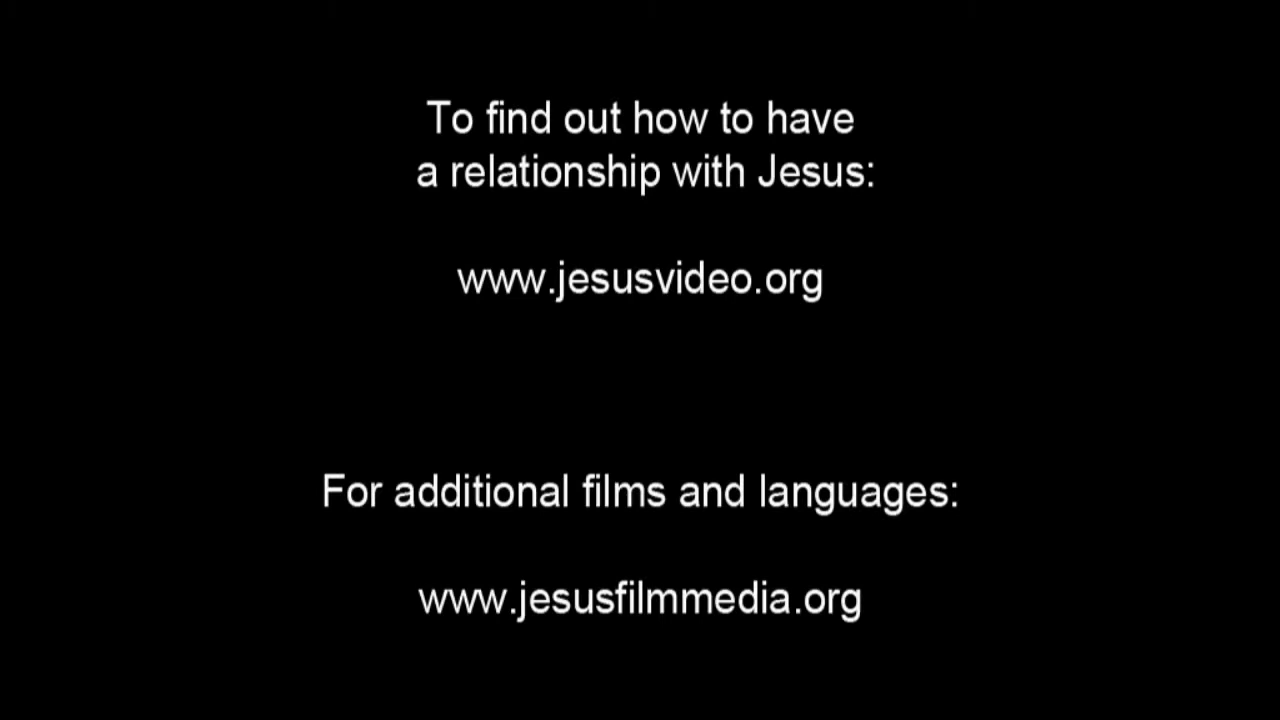 To find out how to have
a relationship with Jesus:
www.jesusvideo.org
For additional films and languages:
www.jesusfilmmedia.org